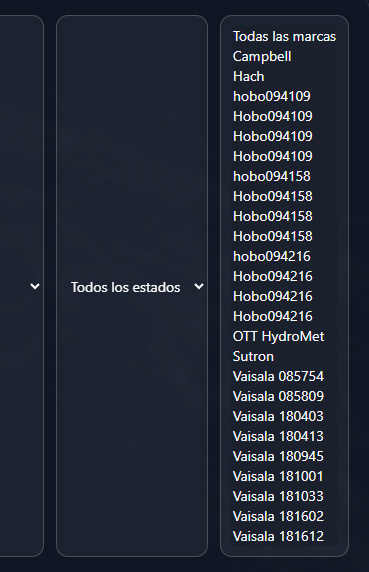 Todos los estados
Todas las marcas
Campbell
Hach
hobo094109
Hobo094109
Hobo094109
Hobo094109
hobo094158
Hobo094158
Hobo094158
Hobo094158
hobo094216
Hobo094216
Hobo094216
Hobo094216
OTT HydroMet
Sutron
Vaisala 085754
Vaisala 085809
Vaisala 180403
Vaisala 180413
Vaisala 180945
Vaisala 181001
Vaisala 181033
Vaisala 181602
Vaisala 181612